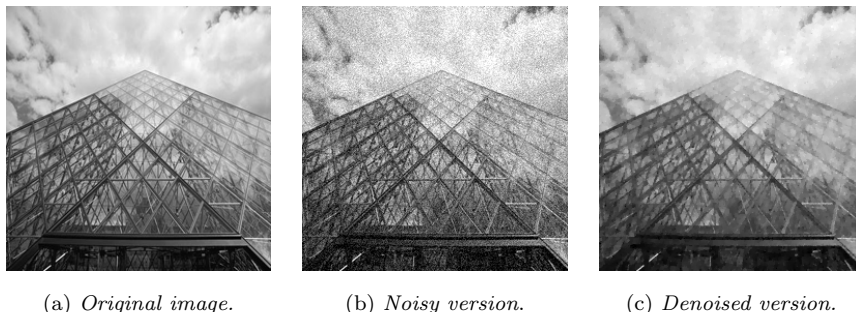 (a) Original image.
(b) Noisy version.
(c) Denoised version.